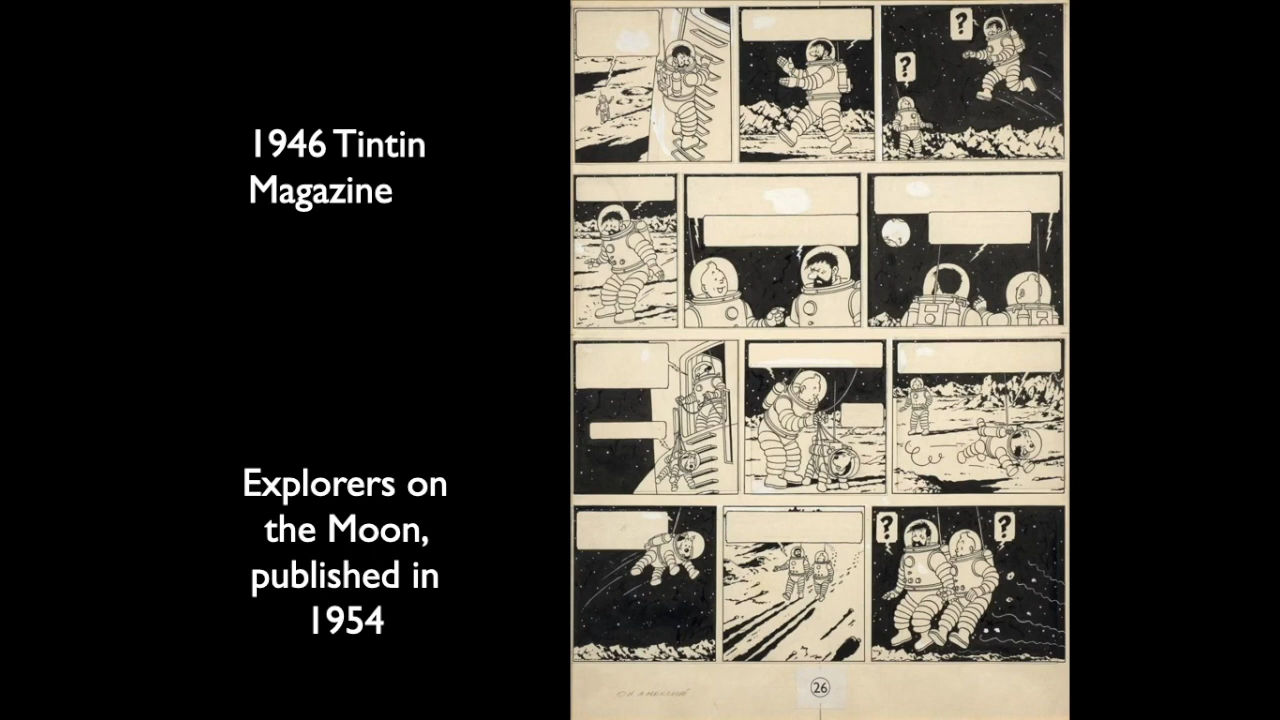 1946 Tintin
Magazine
Explorers on
the Moon,
published in
1954
?
?
?
?
26